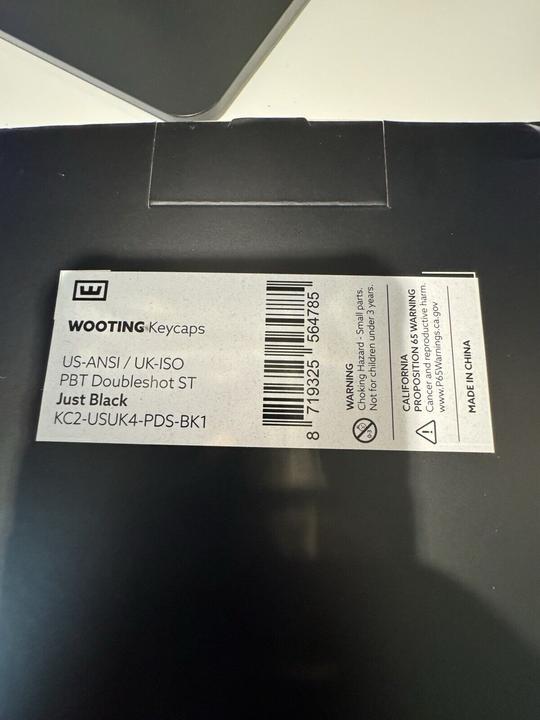 WOOTING Keycaps
US-ANSI / UK-ISO
PBT Doubleshot ST
Just Black
KC2-USUK4-PDS-BK1
8 719325 564785
WARNING
Choking Hazard - Small parts.
Not for children under 3 years.
0-3
CALIFORNIA
PROPOSITION 65 WARNING
Cancer and reproductive harm.
www.P65Warnings.ca.gov
MADE IN CHINA